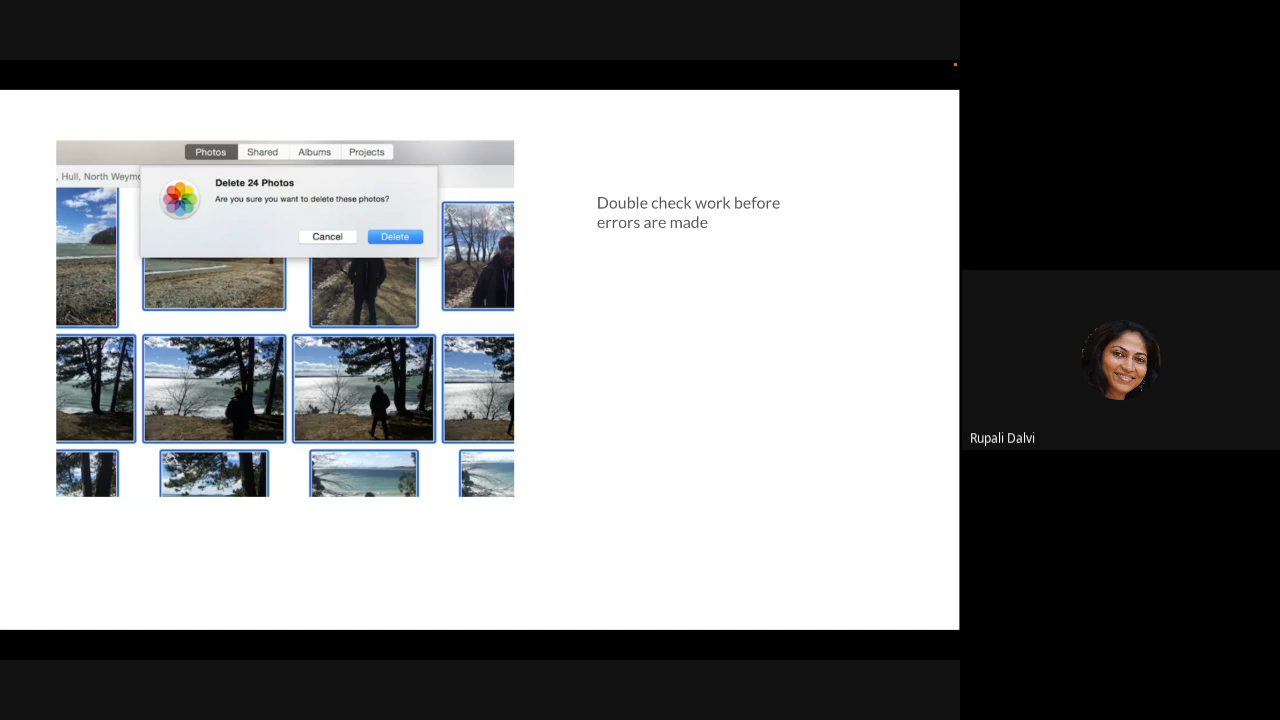 Photos Shared Albums Projects
, Hull, North Weymo
Delete 24 Photos
Are you sure you want to delete these photos?
Cancel Delete
Double check work before
errors are made
Rupali Dalvi